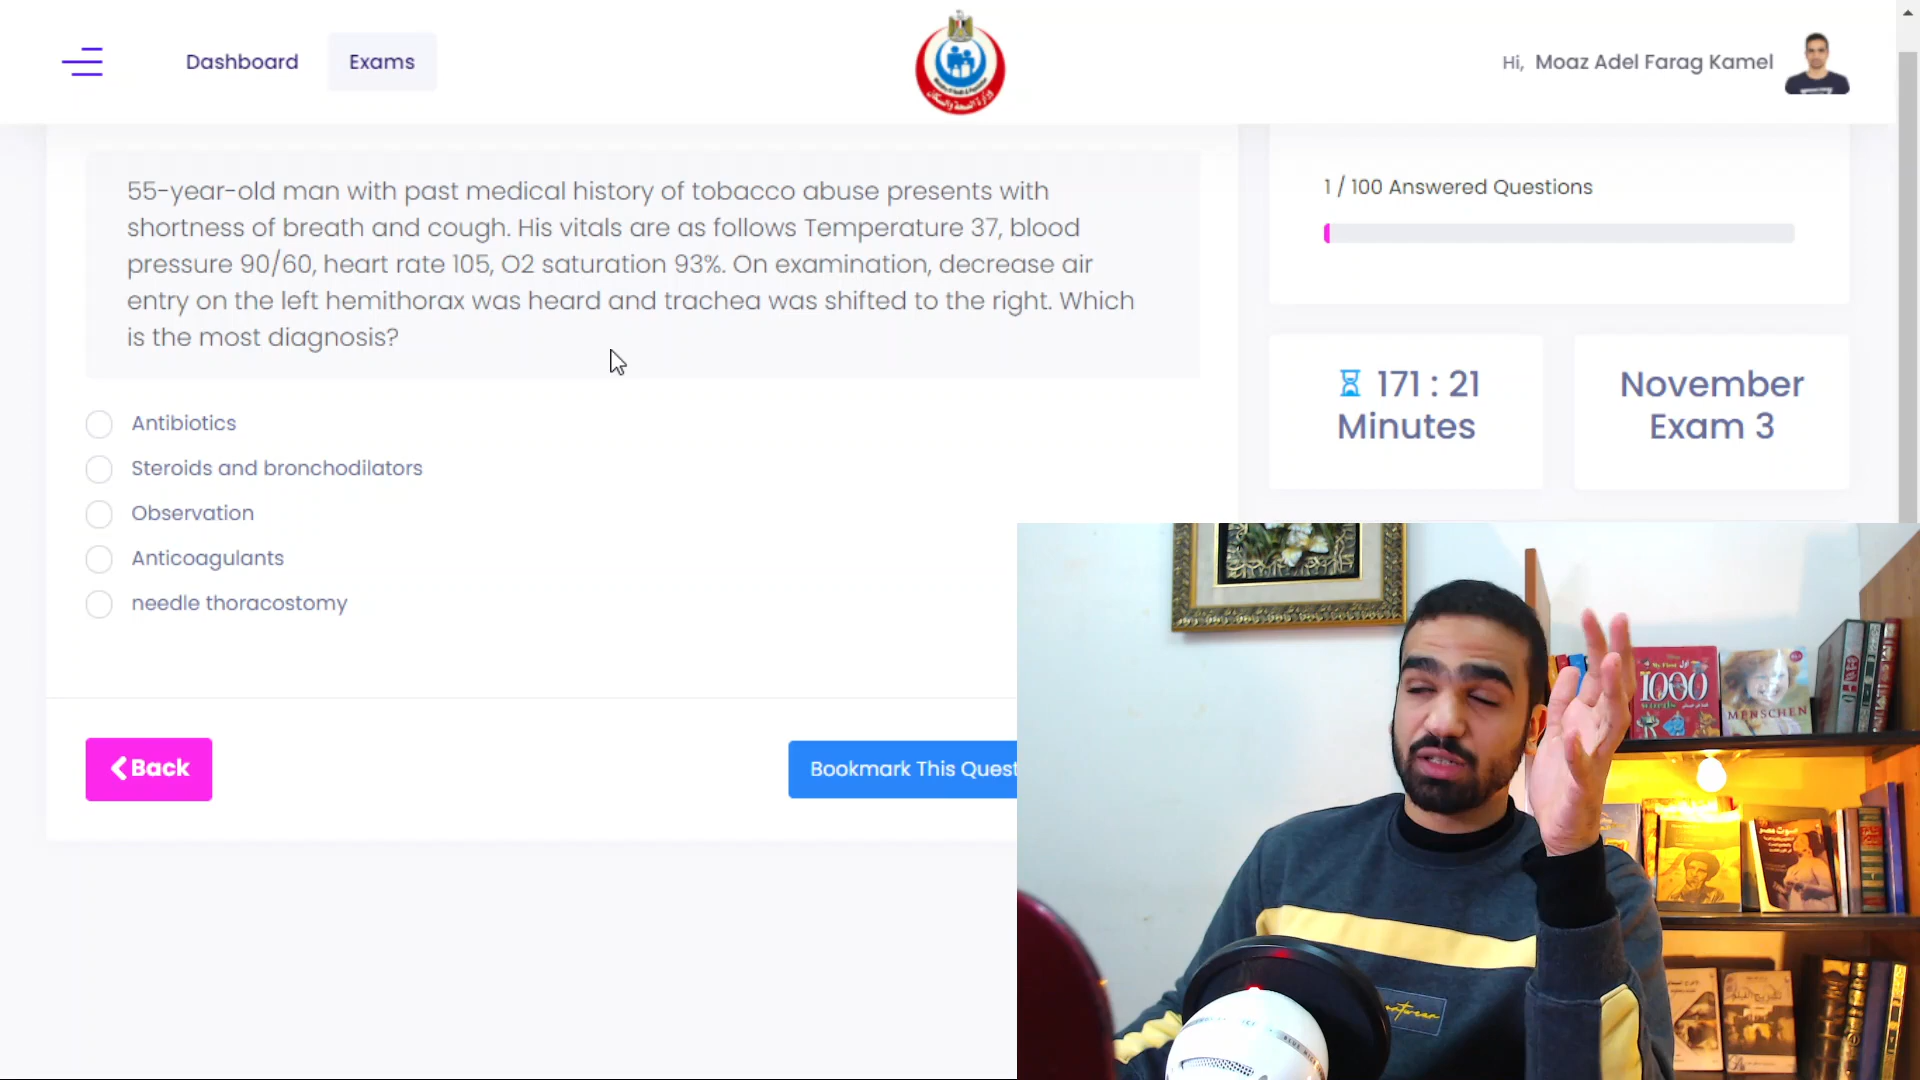 Dashboard
Exams
Hi, Moaz Adel Farag Kamel
55-year-old man with past medical history of tobacco abuse presents with
shortness of breath and cough. His vitals are as follows Temperature 37, blood
pressure 90/60, heart rate 105, O2 saturation 93%. On examination, decrease air
entry on the left hemithorax was heard and trachea was shifted to the right. Which
is the most diagnosis?
Antibiotics
Steroids and bronchodilators
Observation
Anticoagulants
needle thoracostomy
Back
Bookmark This Quest
1 / 100 Answered Questions
171 : 21
Minutes
November
Exam 3
My First
1000
words
MENSCHEN